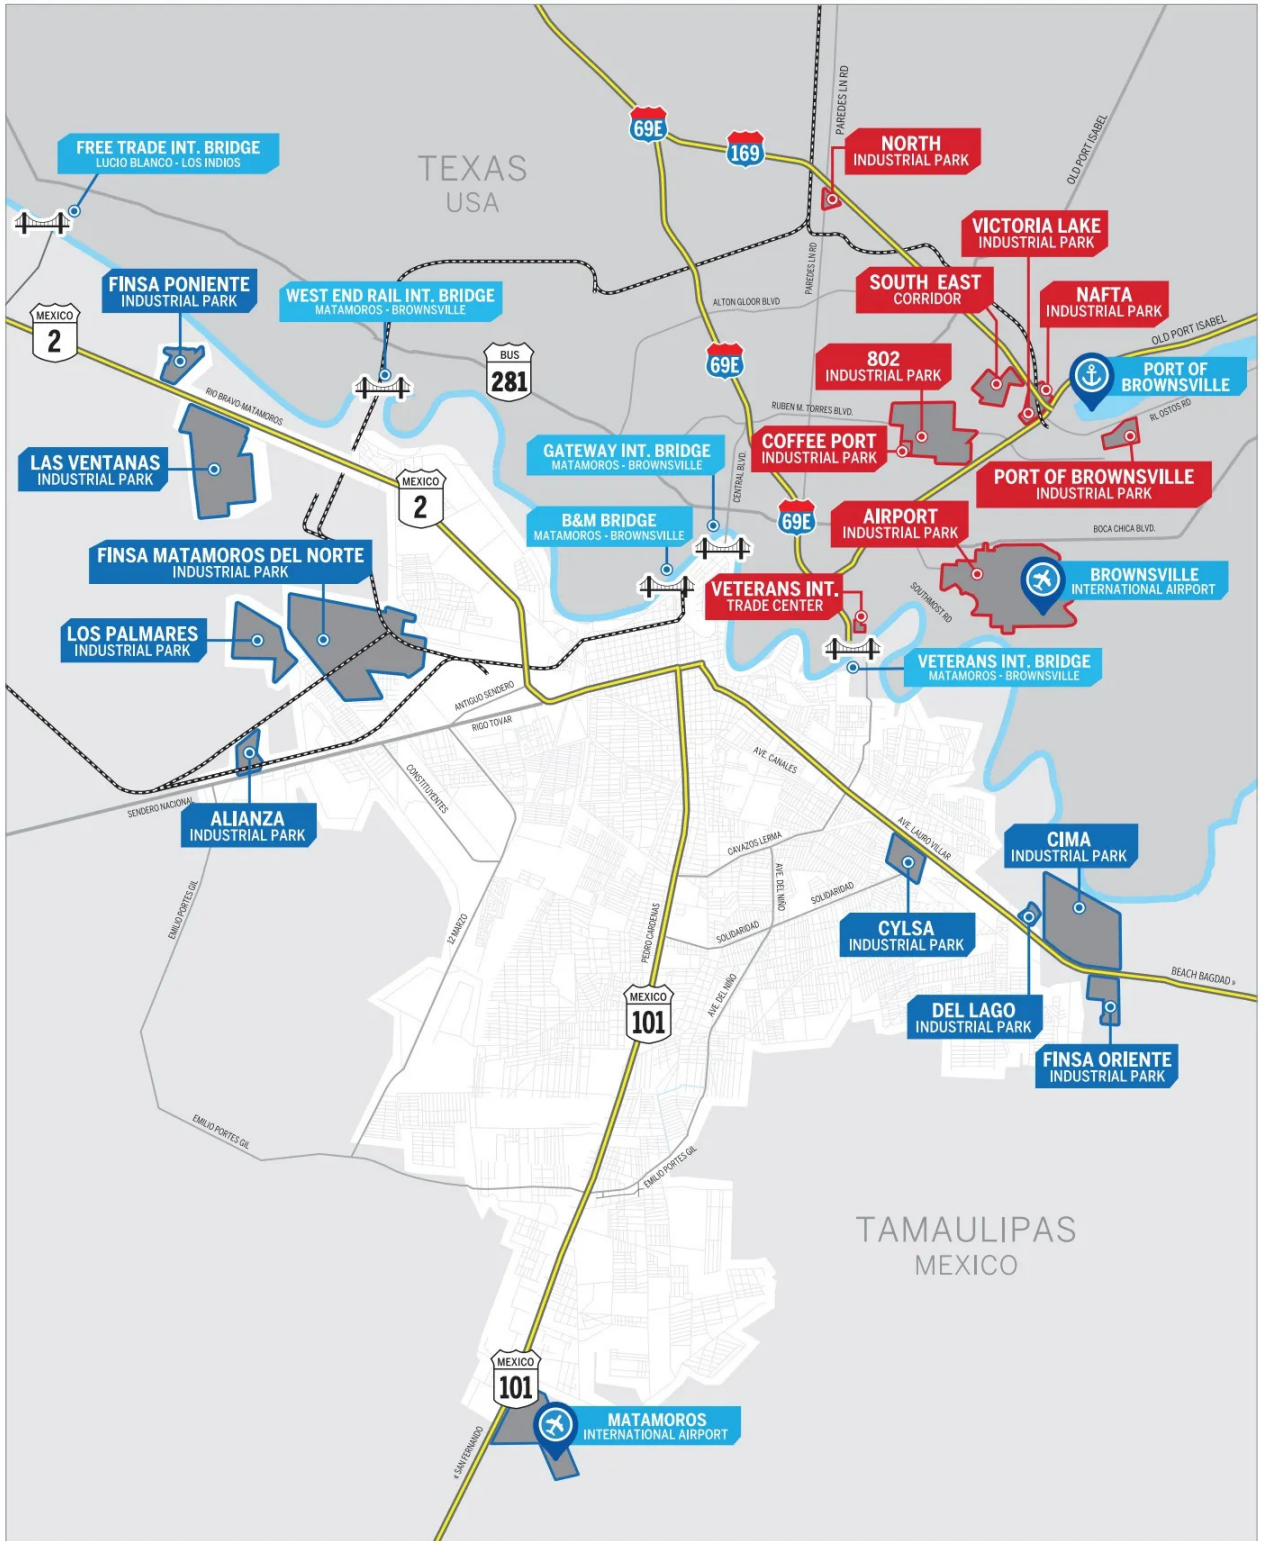 69E
169
PAREDES LN RD
NORTH
INDUSTRIAL PARK
OLD PORT ISABEL
FREE TRADE INT. BRIDGE
LUCIO BLANCO - LOS INDIOS
TEXAS
USA
VICTORIA LAKE
INDUSTRIAL PARK
PAREDES LN RD
FINSA PONIENTE
INDUSTRIAL PARK
WEST END RAIL INT. BRIDGE
MATAMOROS - BROWNSVILLE
ALTON GLOOR BLVD
SOUTH EAST
CORRIDOR
NAFTA
INDUSTRIAL PARK
OLD PORT ISABEL
MEXICO
2
BUS
281
69E
802
INDUSTRIAL PARK
PORT OF
BROWNSVILLE
RIO BRAVO-MATAMOROS
RUBEN M. TORRES BLVD.
RL OSTOS RD
LAS VENTANAS
INDUSTRIAL PARK
GATEWAY INT. BRIDGE
MATAMOROS - BROWNSVILLE
CENTRAL BLVD.
COFFEE PORT
INDUSTRIAL PARK
PORT OF BROWNSVILLE
INDUSTRIAL PARK
MEXICO
2
B&M BRIDGE
MATAMOROS - BROWNSVILLE
69E
AIRPORT
INDUSTRIAL PARK
BOCA CHICA BLVD.
FINSA MATAMOROS DEL NORTE
INDUSTRIAL PARK
VETERANS INT.
TRADE CENTER
SOUTHMOST RD
BROWNSVILLE
INTERNATIONAL AIRPORT
LOS PALMARES
INDUSTRIAL PARK
VETERANS INT. BRIDGE
MATAMOROS - BROWNSVILLE
ANTIGUO SENDERO
RIGO TOVAR
AVE. CANALES
CONSTITUYENTES
SENDERO NACIONAL
ALIANZA
INDUSTRIAL PARK
CAVAZOS LERMA
AVE. LAURO VILLAR
CIMA
INDUSTRIAL PARK
EMILIO PORTES GIL
12 MARZO
PEDRO CARDENAS
AVE. DEL NIÑO
SOLIDARIDAD
SOLIDARIDAD
CYLSA
INDUSTRIAL PARK
BEACH BAGDAD »
MEXICO
101
AVE. DEL NIÑO
DEL LAGO
INDUSTRIAL PARK
FINSA ORIENTE
INDUSTRIAL PARK
EMILIO PORTES GIL
EMILIO PORTES GIL
TAMAULIPAS
MEXICO
MEXICO
101
MATAMOROS
INTERNATIONAL AIRPORT
« SAN FERNANDO